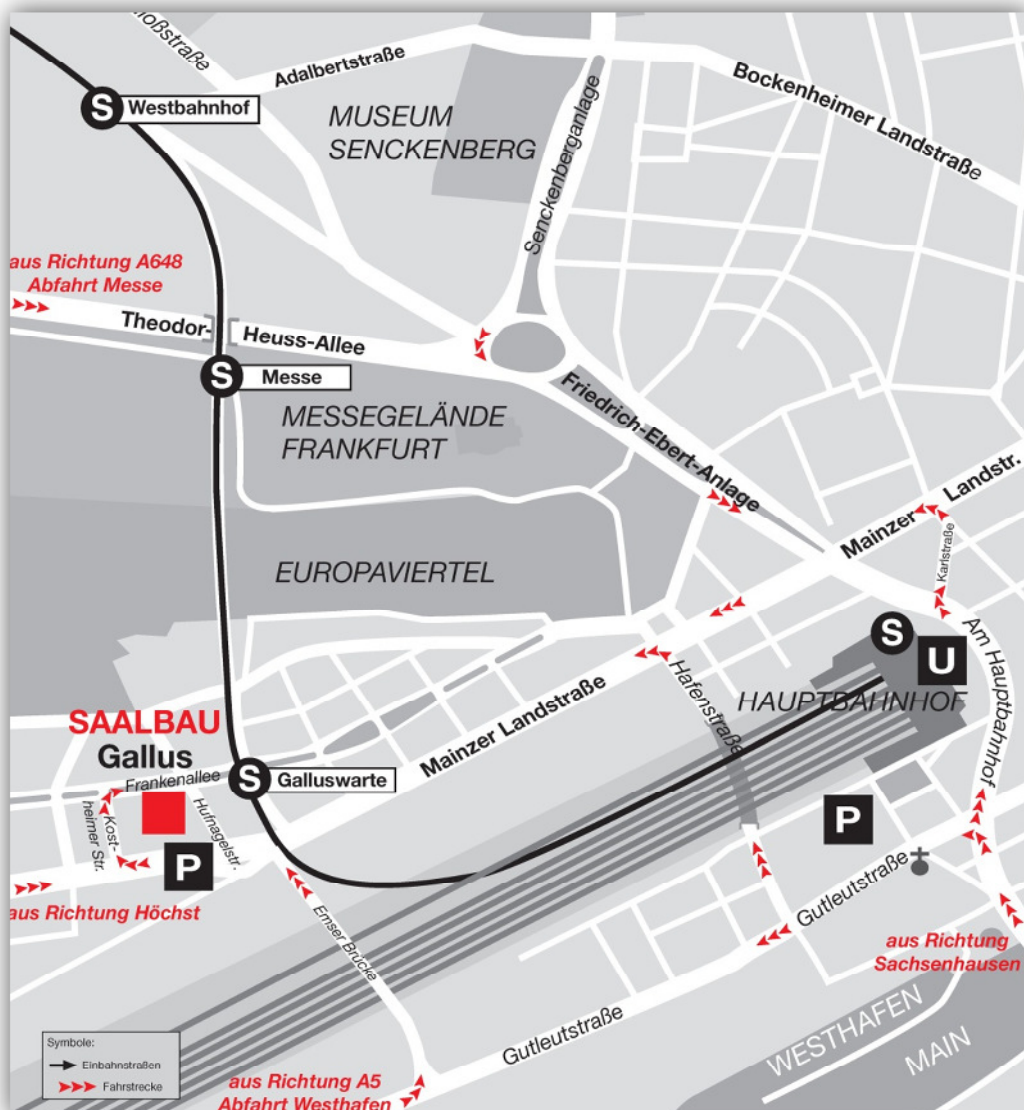 oßstraße
Adalbertstraße
Bockenheimer Landstraße
S Westbahnhof
MUSEUM
SENCKENBERG
Senckenberganlage
aus Richtung A648
Abfahrt Messe
Theodor-
Heuss-Allee
S Messe
MESSEGELÄNDE
FRANKFURT
Friedrich-Ebert-Anlage
Mainzer Landstr.
Karlstraße
EUROPAVIERTEL
S
U
Am Hauptbahnhof
HAUPTBAHNHOF
Hafenstraße
Mainzer Landstraße
SAALBAU
Gallus
Frankenallee
S Galluswarte
Kost-
heimer Str.
Hufnagelstr.
P
P
aus Richtung Höchst
Emser Brücke
Gutleutstraße
aus Richtung
Sachsenhausen
Gutleutstraße
WESTHAFEN
MAIN
Symbole:
Einbahnstraßen
Fahrstrecke
aus Richtung A5
Abfahrt Westhafen